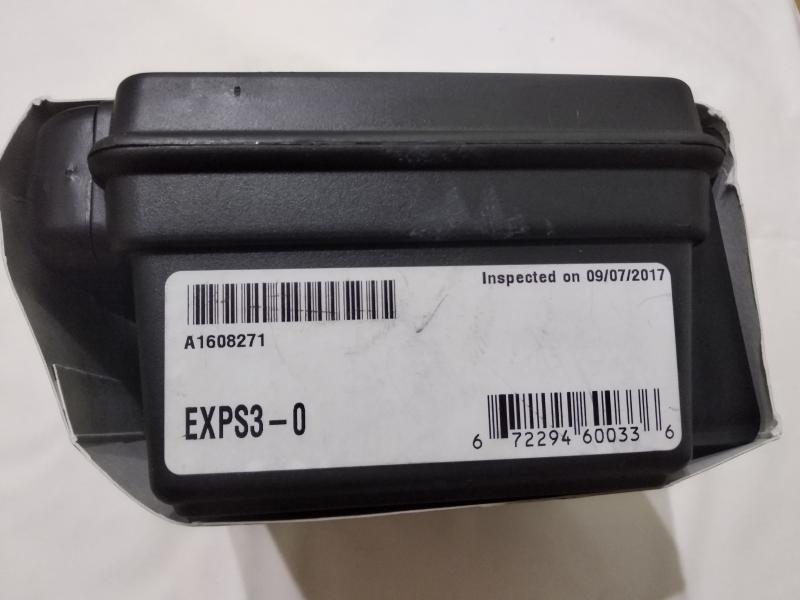 Inspected on 09/07/2017
A1608271
EXPS3-0
6 72294 60033 6